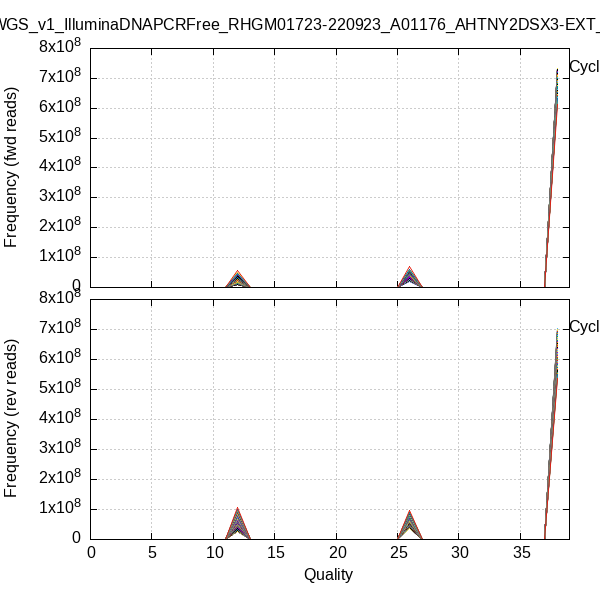 WGS_v1_IlluminaDNAPCRFree_RHGM01723-220923_A01176_AHTNY2DSX3-EXT_
8x10^8
7x10^8
6x10^8
5x10^8
4x10^8
3x10^8
2x10^8
1x10^8
0
Frequency (fwd reads)
Cycl
8x10^8
7x10^8
6x10^8
5x10^8
4x10^8
3x10^8
2x10^8
1x10^8
0
Frequency (rev reads)
Cycl
0 5 10 15 20 25 30 35
Quality